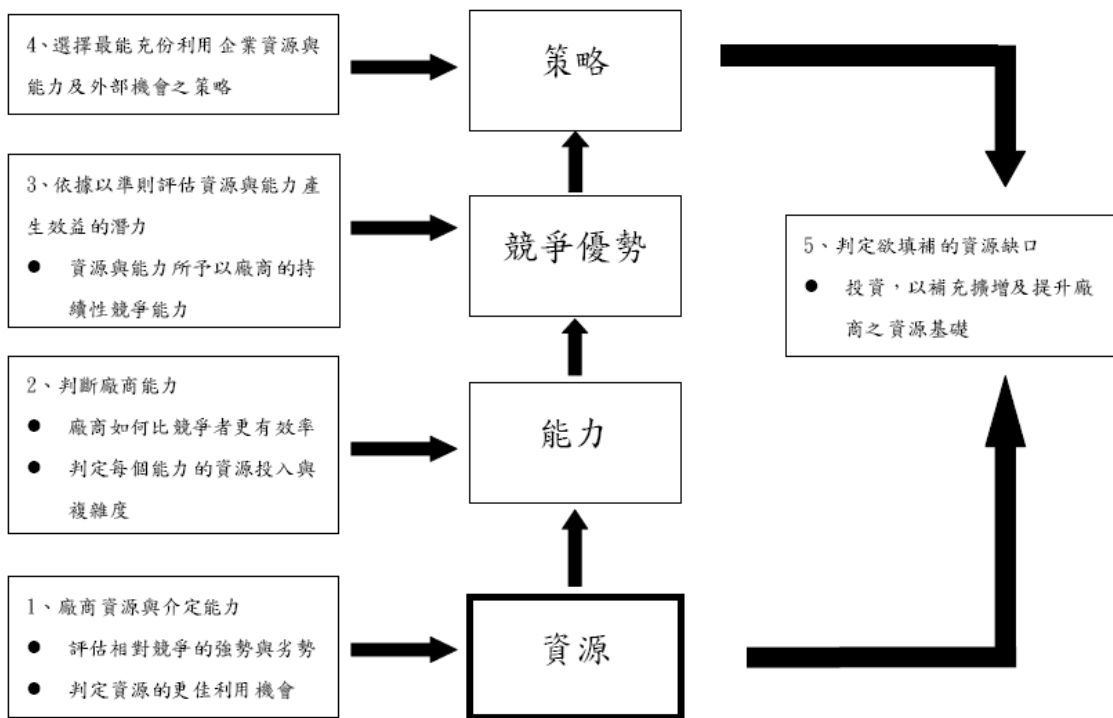 4、選擇最能充份利用企業資源與
能力及外部機會之策略
策略
3、依據以準則評估資源與能力產
生效益的潛力
● 資源與能力所予以廠商的持
續性競爭能力
競爭優勢
5、判定欲填補的資源缺口
● 投資，以補充擴增及提升廠
商之資源基礎
2、判斷廠商能力
● 廠商如何比競爭者更有效率
● 判定每個能力的資源投入與
複雜度
能力
1、廠商資源與介定能力
● 評估相對競爭的強勢與劣勢
● 判定資源的更佳利用機會
資源